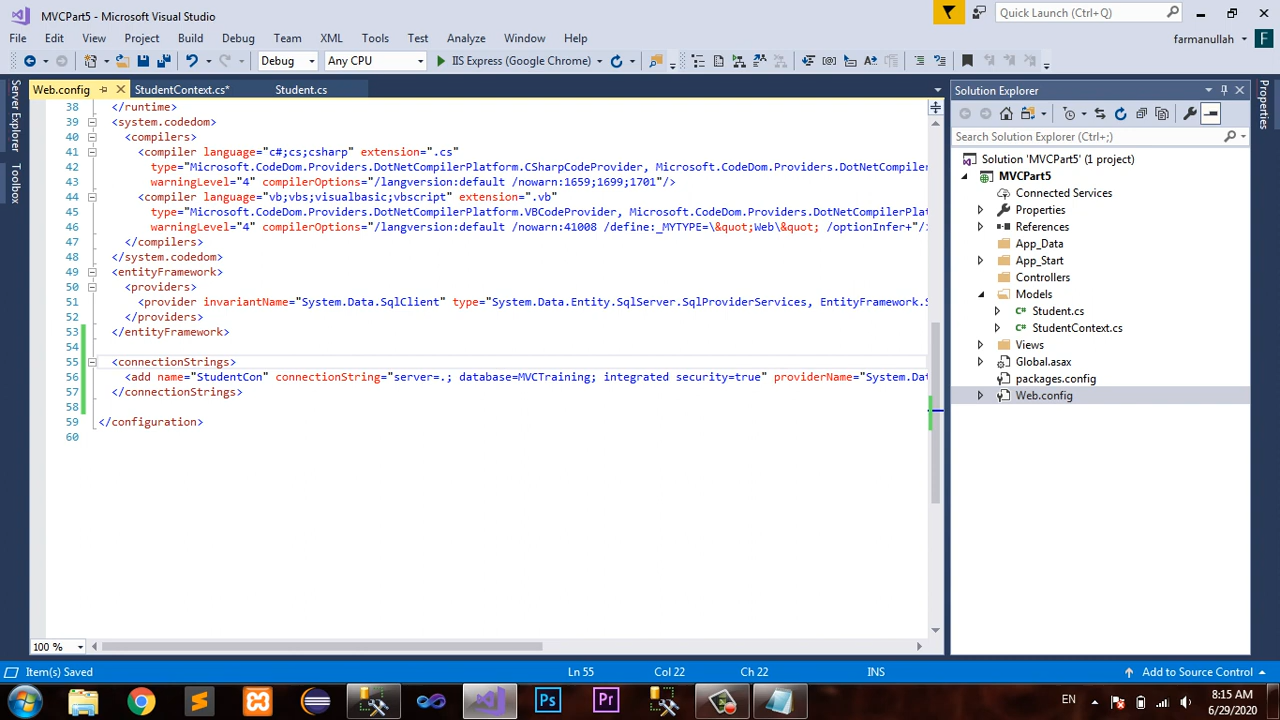 MVCPart5 - Microsoft Visual Studio
Quick Launch (Ctrl+Q)
File Edit View Project Build Debug Team XML Tools Test Analyze Window Help
farmanullah
F
Debug Any CPU IIS Express (Google Chrome)
Server Explorer
Toolbox
Web.config StudentContext.cs* Student.cs
38 </runtime>
39 <system.codedom>
40 <compilers>
41 <compiler language="c#;cs;csharp" extension=".cs"
42 type="Microsoft.CodeDom.Providers.DotNetCompilerPlatform.CSharpCodeProvider, Microsoft.CodeDom.Providers.DotNetCompilerPl
43 warningLevel="4" compilerOptions="/langversion:default /nowarn:1659;1699;1701"/>
44 <compiler language="vb;vbs;visualbasic;vbscript" extension=".vb"
45 type="Microsoft.CodeDom.Providers.DotNetCompilerPlatform.VBCodeProvider, Microsoft.CodeDom.Providers.DotNetCompilerPlat
46 warningLevel="4" compilerOptions="/langversion:default /nowarn:41008 /define:_MYTYPE=\&quot;Web\&quot; /optionInfer+"/
47 </compilers>
48 </system.codedom>
49 <entityFramework>
50 <providers>
51 <provider invariantName="System.Data.SqlClient" type="System.Data.Entity.SqlServer.SqlProviderServices, EntityFramework.S
52 </providers>
53 </entityFramework>
54
55 <connectionStrings>
56 <add name="StudentCon" connectionString="server=.; database=MVCTraining; integrated security=true" providerName="System.Dat
57 </connectionStrings>
58
59 </configuration>
60
100 %
Solution Explorer
Search Solution Explorer (Ctrl+;)
Solution 'MVCPart5' (1 project)
MVCPart5
Connected Services
Properties
References
App_Data
App_Start
Controllers
Models
Student.cs
StudentContext.cs
Views
Global.asax
packages.config
Web.config
Properties
Item(s) Saved Ln 55 Col 22 Ch 22 INS Add to Source Control
Ps
Pr
EN
8:15 AM
6/29/2020